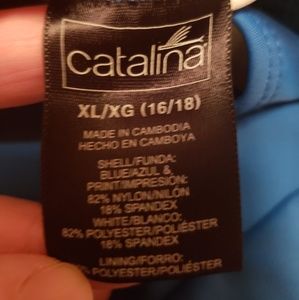 catalina
XL/XG (16/18)
MADE IN CAMBODIA
HECHO EN CAMBOYA
SHELL/FUNDA:
BLUE/AZUL &
PRINT/IMPRESIÓN:
82% NYLON/NILÓN
18% SPANDEX
WHITE/BLANCO:
82% POLYESTER/POLIÉSTER
18% SPANDEX
LINING/FORRO:
POLYESTER/POLIÉSTER
SPANDEX